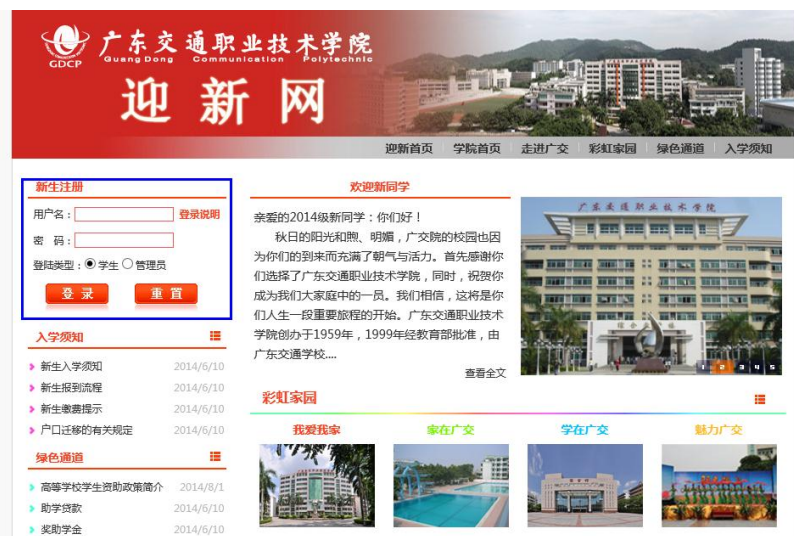 广东交通职业技术学院
GuangDong Communication Polytechnic
GDCP
迎新网
迎新首页 学院首页 走进广交 彩虹家园 绿色通道 入学须知
新生注册
用户名： 登录说明
密 码：
登陆类型： 学生 管理员
登 录 重 置
入学须知
新生入学须知 2014/6/10
新生报到流程 2014/6/10
新生缴费提示 2014/6/10
户口迁移的有关规定 2014/6/10
绿色通道
高等学校学生资助政策简介 2014/8/1
助学贷款 2014/6/10
奖助学金 2014/6/10
欢迎新同学
亲爱的2014级新同学：你们好！
秋日的阳光和煦、明媚，广交院的校园也因
为你们的到来而充满了朝气与活力。首先感谢你
们选择了广东交通职业技术学院，同时，祝贺你
成为我们大家庭中的一员。我们相信，这将是你
们人生一段重要旅程的开始。广东交通职业技术
学院创办于1959年，1999年经教育部批准，由
广东交通学校....
查看全文
广东交通职业技术学院
1 2 3 4 5
彩虹家园
我爱我家 家在广交 学在广交 魅力广交